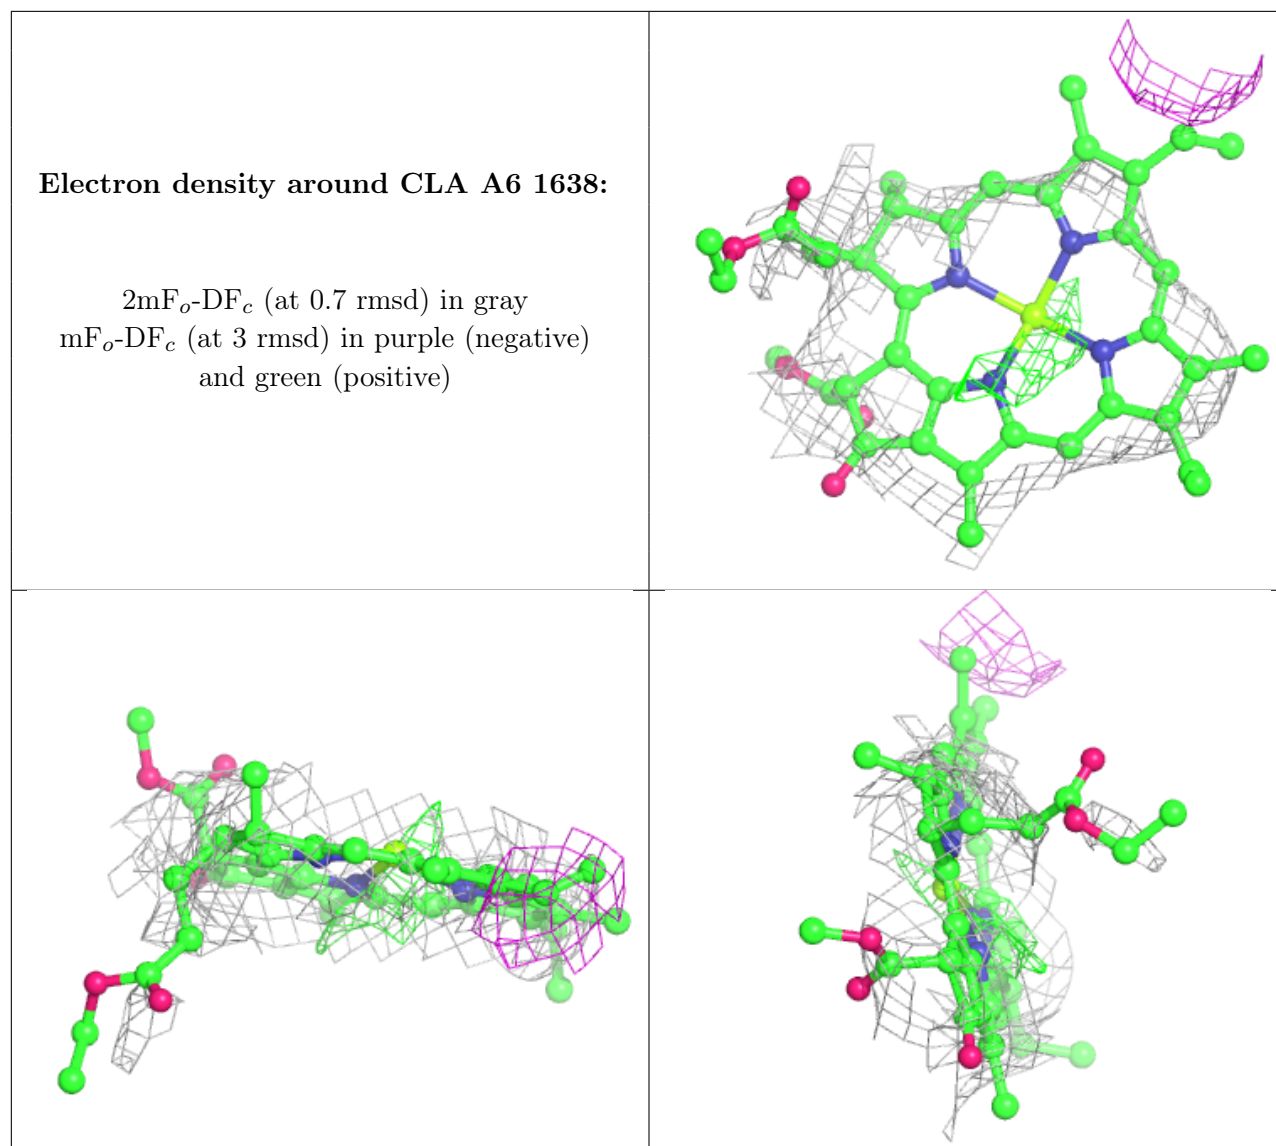 Electron density around CLA A6 1638:
2mFo-DFc (at 0.7 rmsd) in gray
mFo-DFc (at 3 rmsd) in purple (negative)
and green (positive)